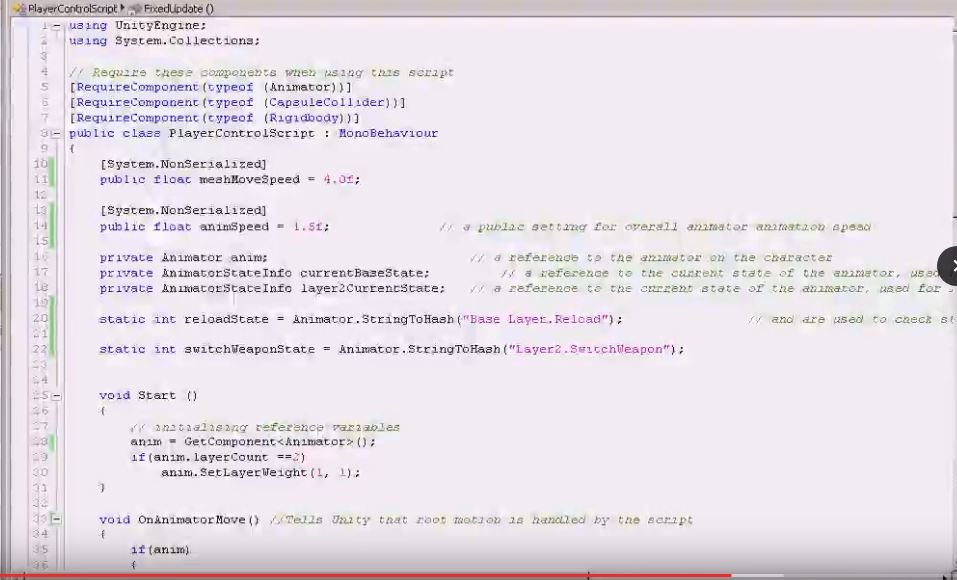 PlayerControlScript ▸ FixedUpdate ()
1 using UnityEngine;
2 using System.Collections;
3
4 // Require these components when using this script
5 [RequireComponent(typeof (Animator))]
6 [RequireComponent(typeof (CapsuleCollider))]
7 [RequireComponent(typeof (Rigidbody))]
8 public class PlayerControlScript : MonoBehaviour
9 {
10 [System.NonSerialized]
11 public float meshMoveSpeed = 4.0f;
12
13 [System.NonSerialized]
14 public float animSpeed = 1.5f; // a public setting for overall animator animation speed
15
16 private Animator anim; // a reference to the animator on the character
17 private AnimatorStateInfo currentBaseState; // a reference to the current state of the animator, used
18 private AnimatorStateInfo layer2CurrentState; // a reference to the current state of the animator, used for
19
20 static int reloadState = Animator.StringToHash("Base Layer.Reload"); // and are used to check st
21
22 static int switchWeaponState = Animator.StringToHash("Layer2.SwitchWeapon");
23
24
25 void Start ()
26 {
27 // initialising reference variables
28 anim = GetComponent<Animator>();
29 if(anim.layerCount ==2)
30 anim.SetLayerWeight(1, 1);
31 }
32
33 void OnAnimatorMove() //Tells Unity that root motion is handled by the script
34 {
35 if(anim)
36 {